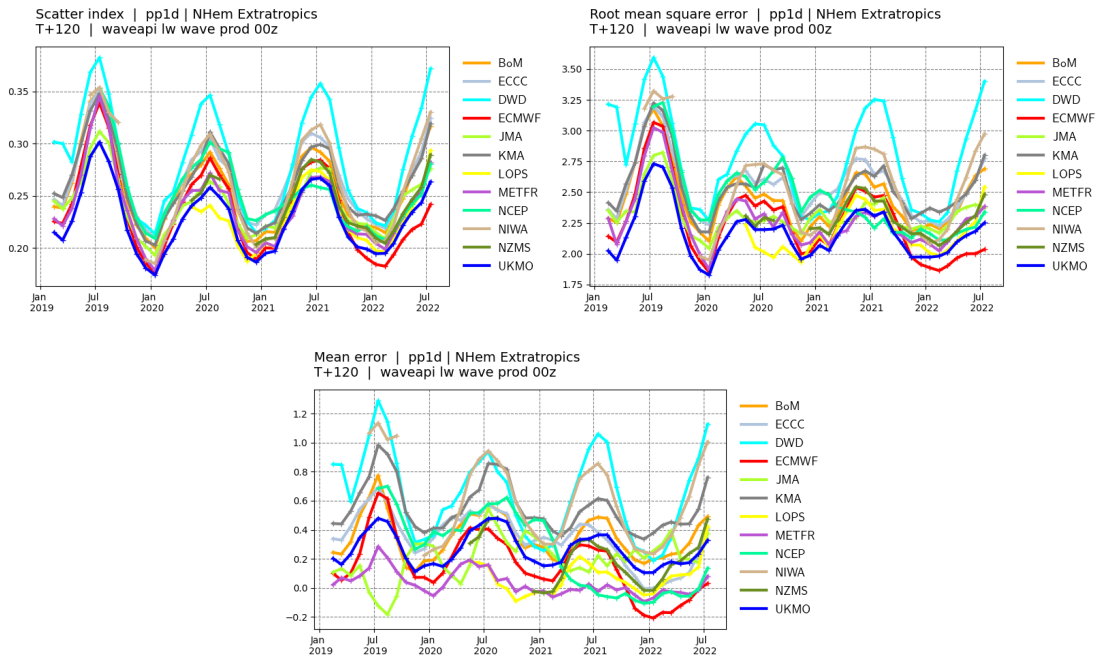 Scatter index | pp1d | NHem Extratropics
T+120 | waveapi lw wave prod 00z
0.35
0.30
0.25
0.20
Jan
2019
Jul
2019
Jan
2020
Jul
2020
Jan
2021
Jul
2021
Jan
2022
Jul
2022
BoM
ECCC
DWD
ECMWF
JMA
KMA
LOPS
METFR
NCEP
NIWA
NZMS
UKMO
Root mean square error | pp1d | NHem Extratropics
T+120 | waveapi lw wave prod 00z
3.50
3.25
3.00
2.75
2.50
2.25
2.00
1.75
Jan
2019
Jul
2019
Jan
2020
Jul
2020
Jan
2021
Jul
2021
Jan
2022
Jul
2022
BoM
ECCC
DWD
ECMWF
JMA
KMA
LOPS
METFR
NCEP
NIWA
NZMS
UKMO
Mean error | pp1d | NHem Extratropics
T+120 | waveapi lw wave prod 00z
1.2
1.0
0.8
0.6
0.4
0.2
0.0
−0.2
Jan
2019
Jul
2019
Jan
2020
Jul
2020
Jan
2021
Jul
2021
Jan
2022
Jul
2022
BoM
ECCC
DWD
ECMWF
JMA
KMA
LOPS
METFR
NCEP
NIWA
NZMS
UKMO